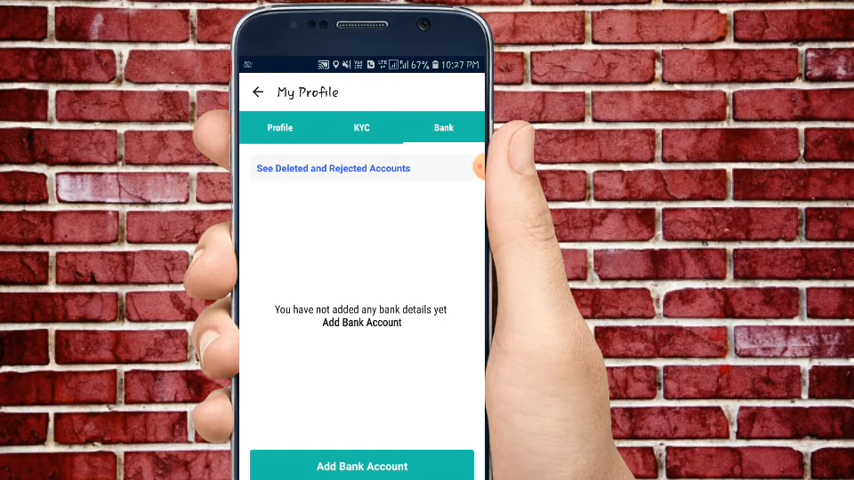 67% 10:27 PM
My Profile
Profile KYC Bank
See Deleted and Rejected Accounts
You have not added any bank details yet
Add Bank Account
Add Bank Account